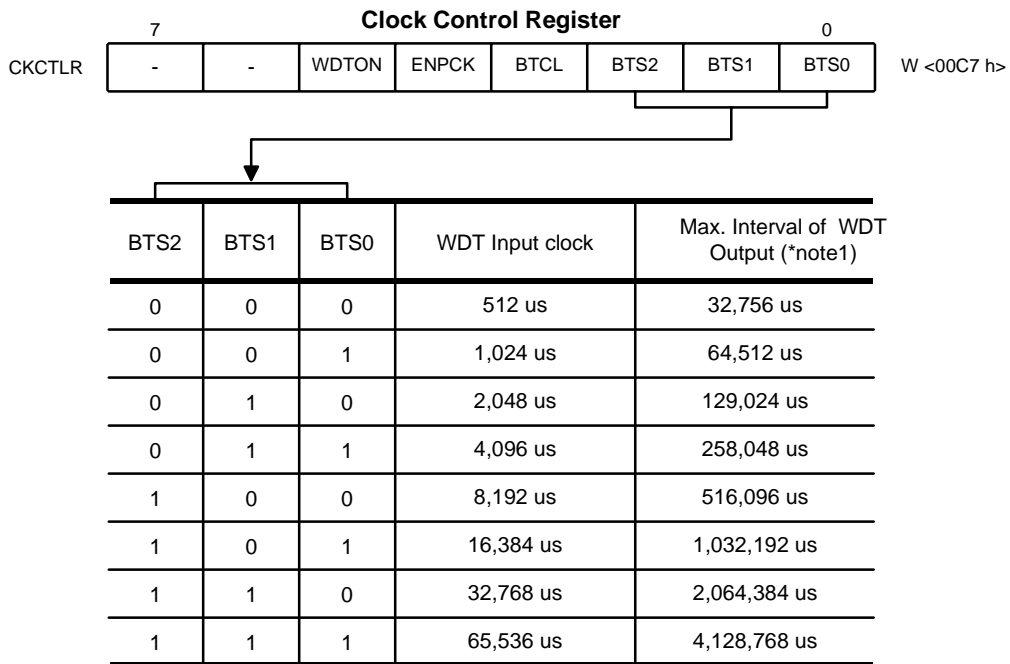 Clock Control Register
7 0
CKCTLR - - WDTON ENPCK BTCL BTS2 BTS1 BTS0 W <00C7 h>
BTS2 BTS1 BTS0 WDT Input clock Max. Interval of WDT
Output (*note1)
0 0 0 512 us 32,756 us
0 0 1 1,024 us 64,512 us
0 1 0 2,048 us 129,024 us
0 1 1 4,096 us 258,048 us
1 0 0 8,192 us 516,096 us
1 0 1 16,384 us 1,032,192 us
1 1 0 32,768 us 2,064,384 us
1 1 1 65,536 us 4,128,768 us